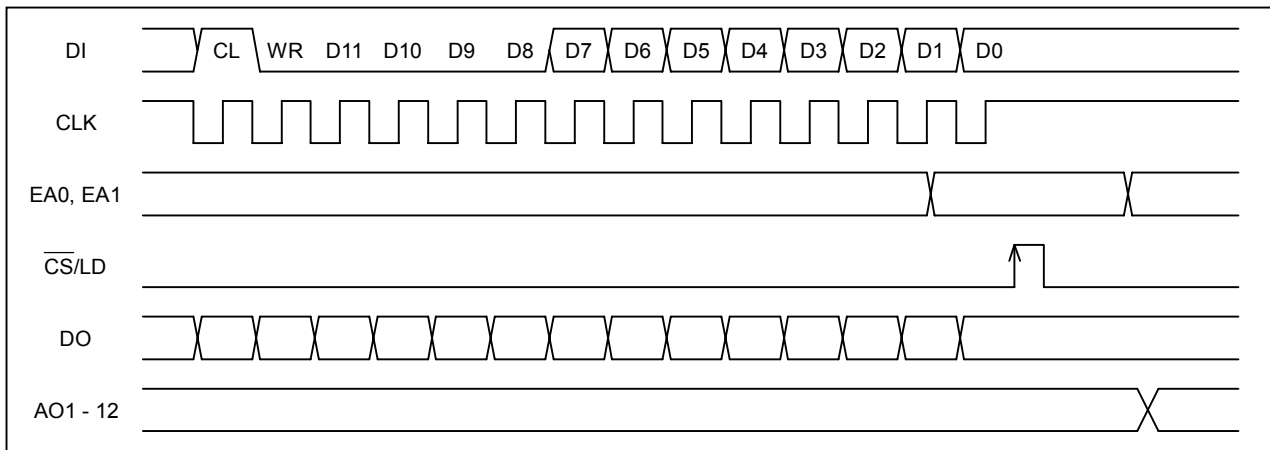 DI CL WR D11 D10 D9 D8 D7 D6 D5 D4 D3 D2 D1 D0
CLK
EA0, EA1
C̅S̅/LD
DO
AO1 - 12